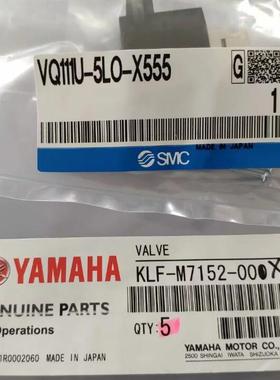 VQ111U-5LO-X555
G
1
MADE IN JAPAN
SMC
YAMAHA
VALVE
KLF-M7152-00X
NUINE PARTS
Operations
QTY: 5
1R0002060 MADE IN JAPAN
YAMAHA MOTOR CO.,
2500 SHINGAI IWATA SHIZUOKA